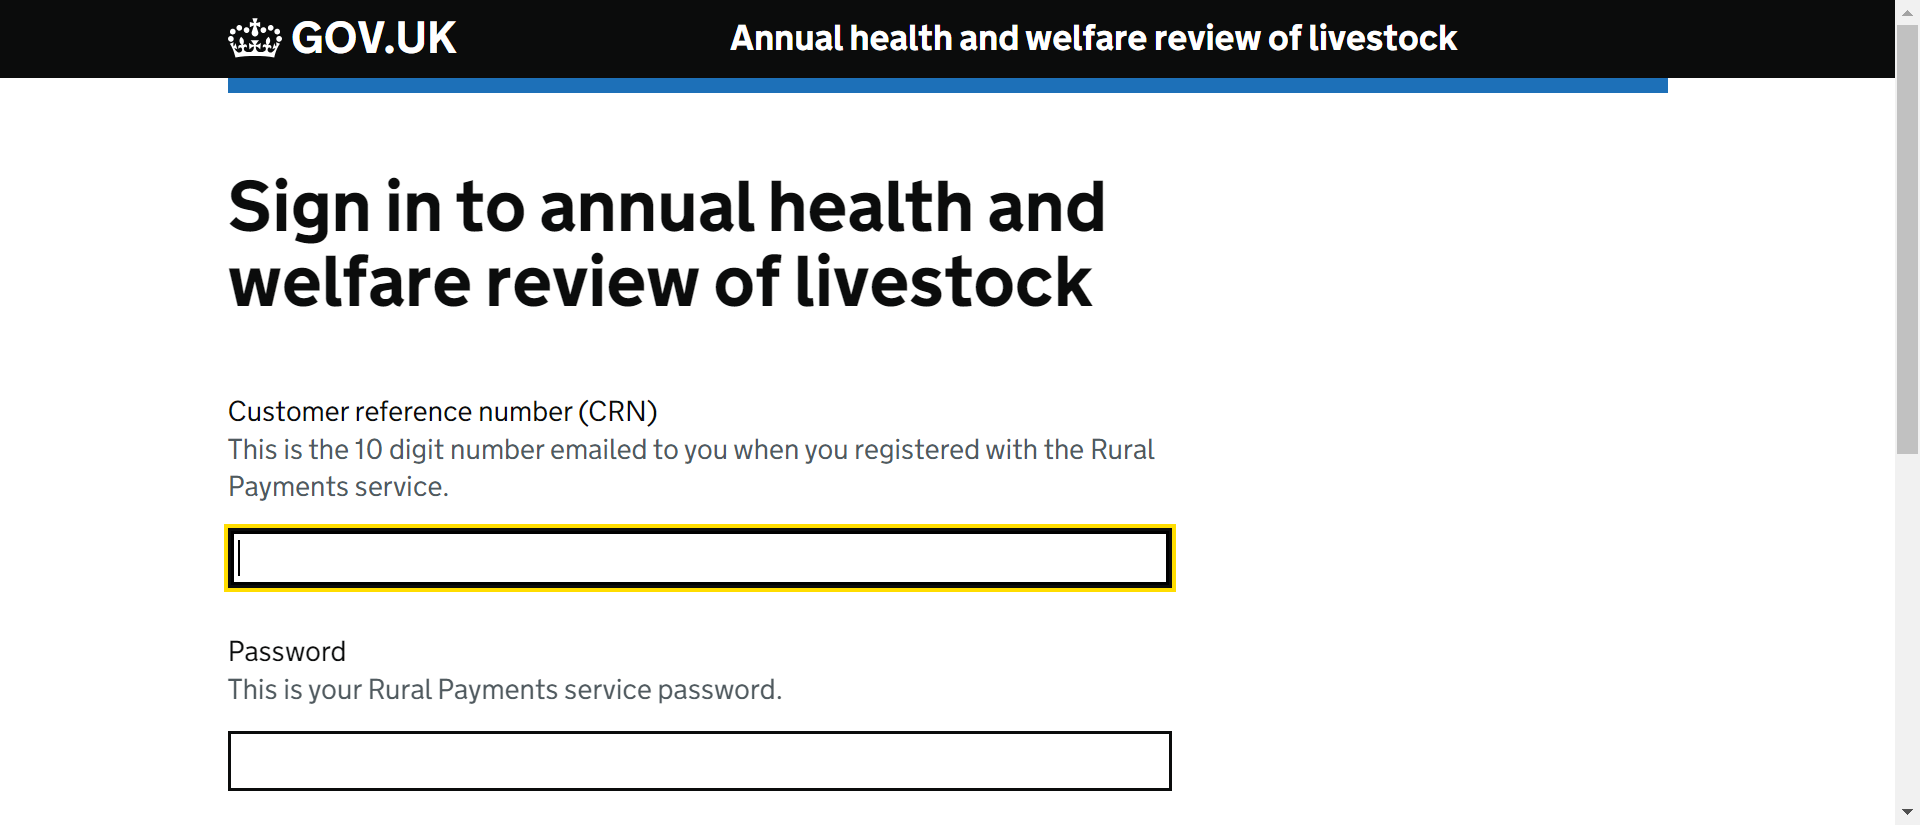 GOV.UK
Annual health and welfare review of livestock
Sign in to annual health and
welfare review of livestock
Customer reference number (CRN)
This is the 10 digit number emailed to you when you registered with the Rural
Payments service.
Password
This is your Rural Payments service password.